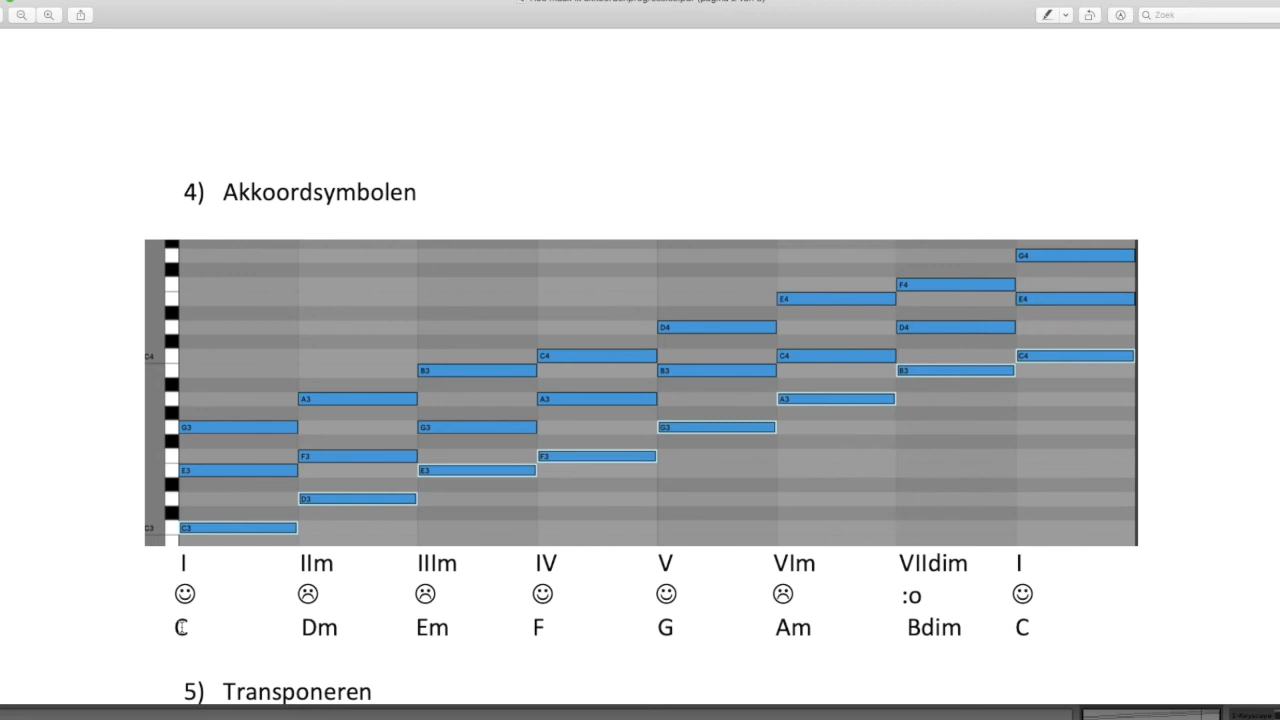 Zoek
4) Akkoordsymbolen
G4
F4
E4 E4
D4 D4
C4 C4 C4 C4
B3 B3 B3
A3 A3 A3
G3 G3 G3
F3 F3
E3 E3
D3
C3 C3
I IIm IIIm IV V VIm VIIdim I
☺ ☹ ☹ ☺ ☺ ☹ :o ☺
C Dm Em F G Am Bdim C
5) Transponeren